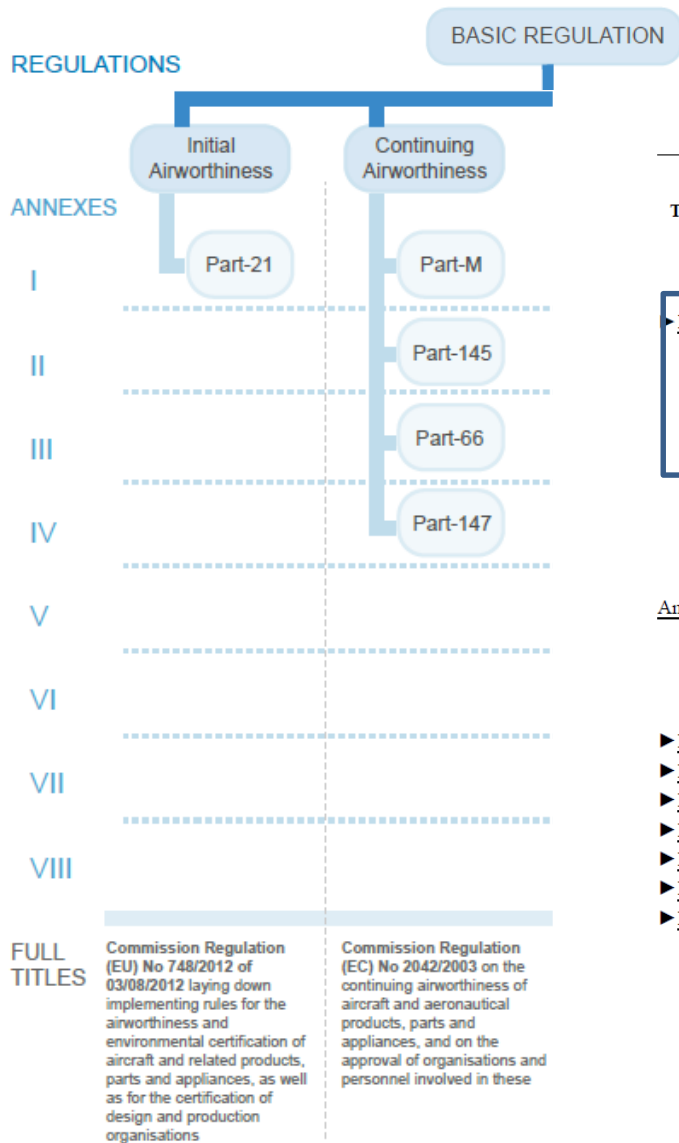 BASIC REGULATION
REGULATIONS
Initial
Airworthiness
Continuing
Airworthiness
ANNEXES
I
Part-21
Part-M
II
Part-145
III
Part-66
IV
Part-147
V
VI
VII
VIII
FULL
TITLES
Commission Regulation
(EU) No 748/2012 of
03/08/2012 laying down
implementing rules for the
airworthiness and
environmental certification of
aircraft and related products,
parts and appliances, as well
as for the certification of
design and production
organisations
Commission Regulation
(EC) No 2042/2003 on the
continuing airworthiness of
aircraft and aeronautical
products, parts and
appliances, and on the
approval of organisations and
personnel involved in these